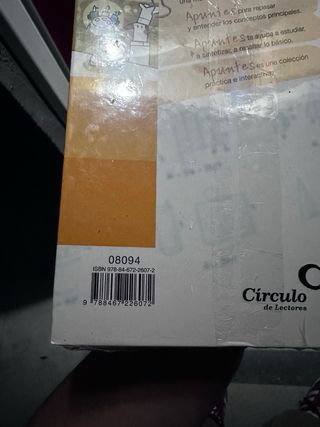 Apuntes para repasar
y entender los conceptos principales.
Apuntes te ayuda a estudiar,
a sintetizar, a resaltar lo básico.
Apuntes es una colección
práctica e interactiva.
08094
ISBN 978-84-672-2607-2
9 788467 226072
Círculo
de Lectores